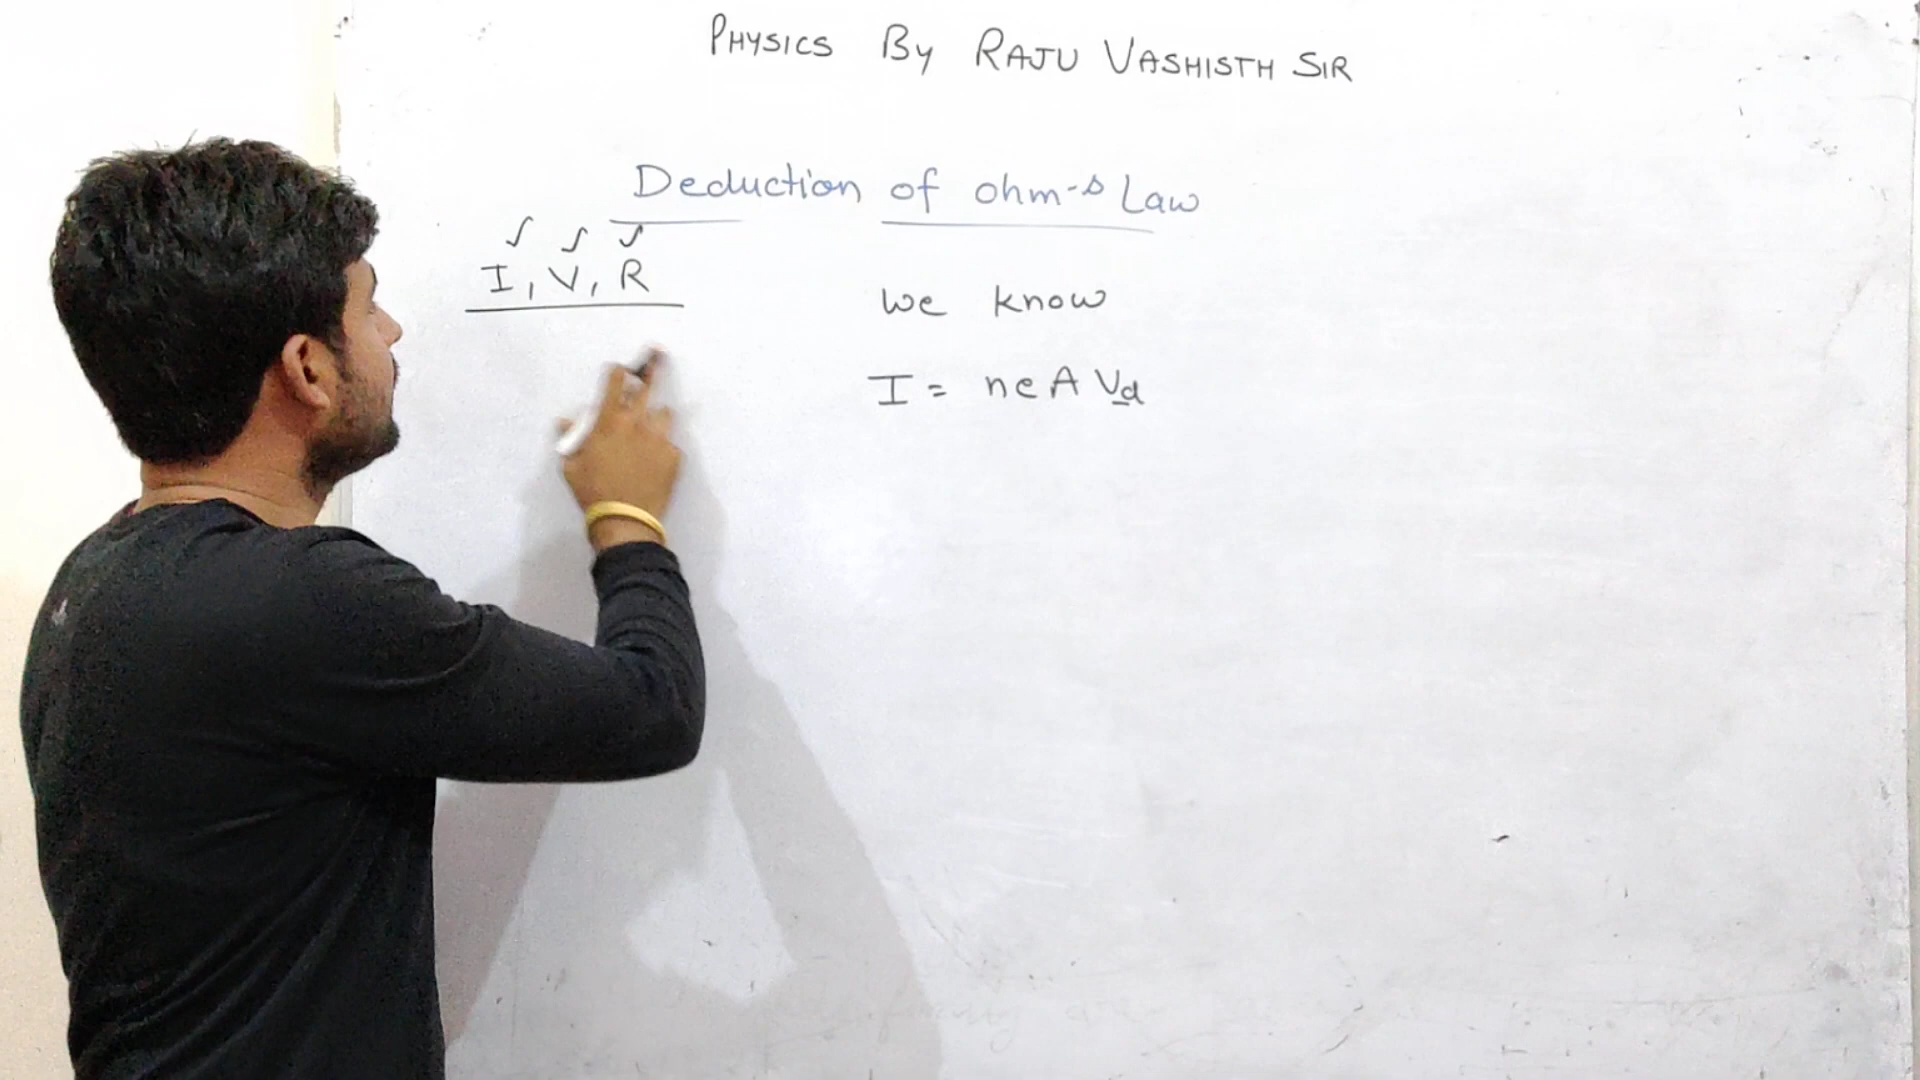 PHYSICS By RAJU VASHISTH SIR
Deduction of ohm-s Law
I, V, R
we know
I = neA Vd